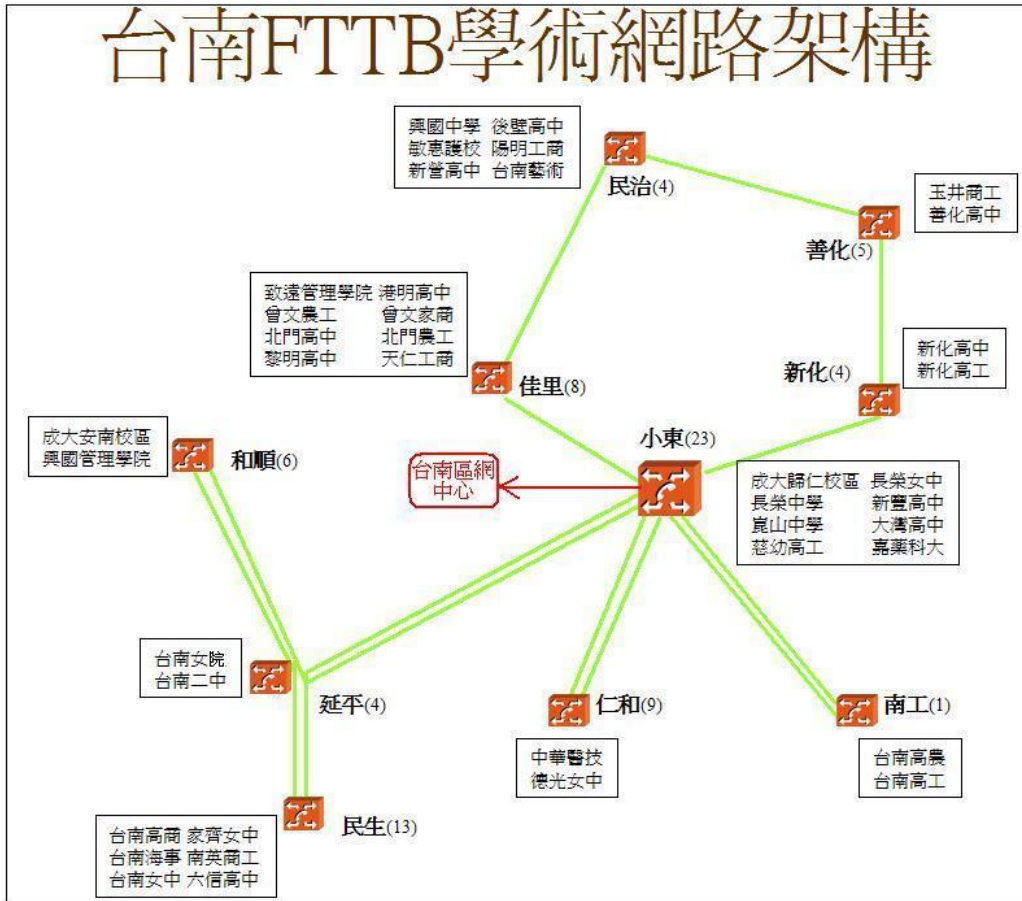 台南FTTB學術網路架構
興國中學 後壁高中
敏惠護校 陽明工商
新營高中 台南藝術
民治(4)
玉井商工
善化高中
善化(5)
致遠管理學院 港明高中
曾文農工 曾文家商
北門高中 北門農工
黎明高中 天仁工商
佳里(8)
新化高中
新化高工
新化(4)
成大安南校區
興國管理學院
和順(6)
台南區網
中心
小東(23)
成大歸仁校區 長榮女中
長榮中學 新豐高中
崑山中學 大灣高中
慈幼高工 嘉藥科大
台南女院
台南二中
延平(4)
仁和(9)
中華醫技
德光女中
南工(1)
台南高農
台南高工
民生(13)
台南高商 家齊女中
台南海事 南英商工
台南女中 六信高中